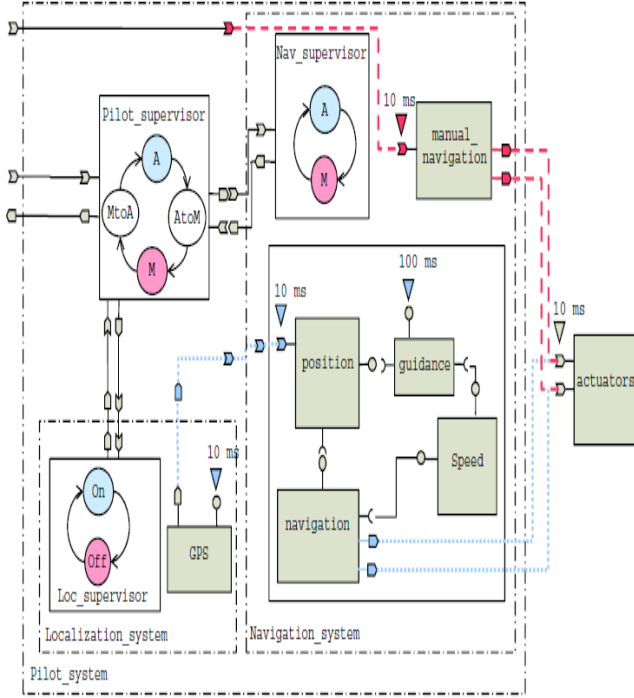 Nav_supervisor
A
M
10 ms
manual_
navigation
Pilot_supervisor
A
MtoA
AtoM
M
10 ms
100 ms
10 ms
position
guidance
actuators
Speed
navigation
10 ms
On
Off
GPS
Loc_supervisor
Localization_system
Navigation_system
Pilot_system